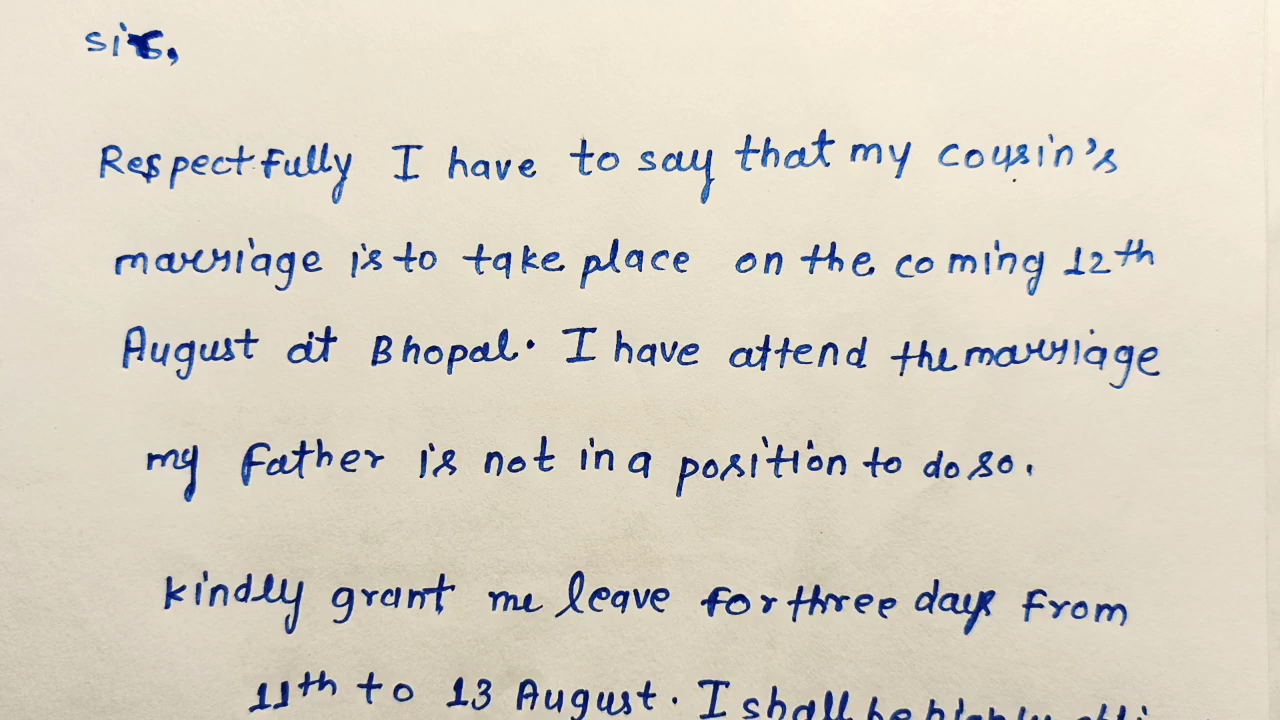 sir,
Respectfully I have to say that my cousin's
marriage is to take place on the coming 12th
August at Bhopal. I have attend the marriage
my father is not in a position to do so.
kindly grant me leave for three days from
11th to 13 August. I shall be highly